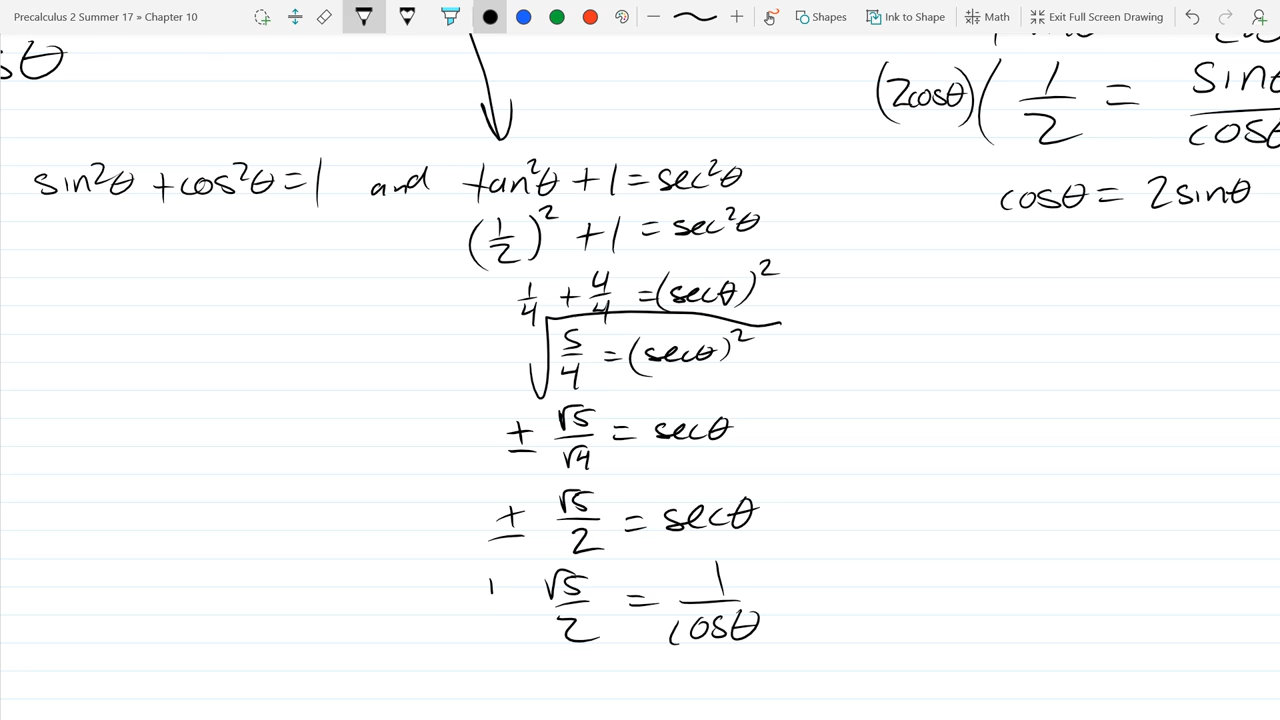 Precalculus 2 Summer 17 » Chapter 10
Shapes
Ink to Shape
Math
Exit Full Screen Drawing
sθ
(2cosθ)( 1/2 = sinθ/cosθ
sin²θ + cos²θ = 1 and tan²θ + 1 = sec²θ
cosθ = 2sinθ
(1/2)² + 1 = sec²θ
1/4 + 4/4 = (secθ)²
√ 5/4 = (secθ)²
± √5/√4 = secθ
± √5/2 = secθ
√5/2 = 1/cosθ